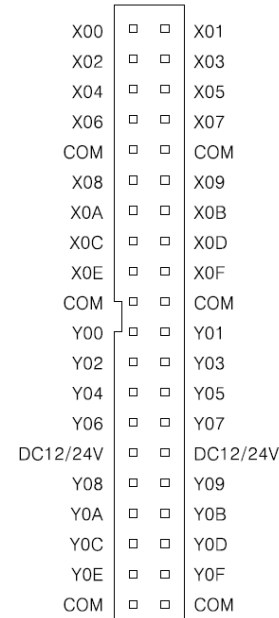 X00 X01
X02 X03
X04 X05
X06 X07
COM COM
X08 X09
X0A X0B
X0C X0D
X0E X0F
COM COM
Y00 Y01
Y02 Y03
Y04 Y05
Y06 Y07
DC12/24V DC12/24V
Y08 Y09
Y0A Y0B
Y0C Y0D
Y0E Y0F
COM COM